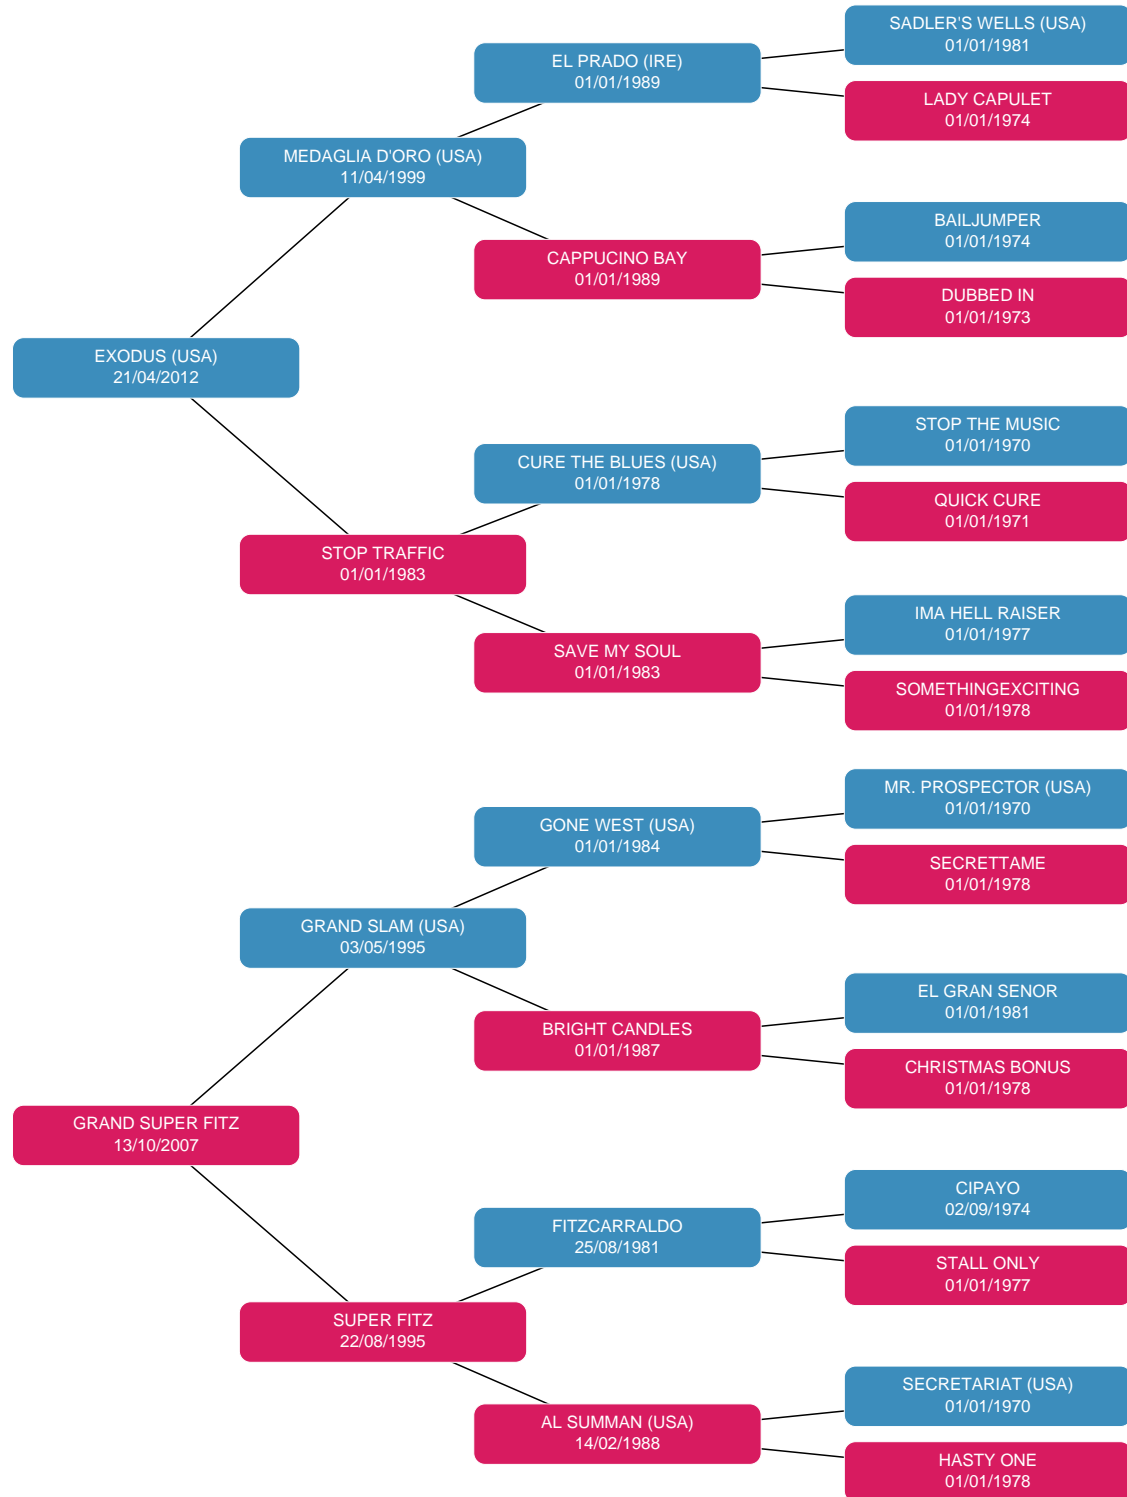 SADLER'S WELLS (USA)
01/01/1981
EL PRADO (IRE)
01/01/1989
LADY CAPULET
01/01/1974
MEDAGLIA D'ORO (USA)
11/04/1999
BAILJUMPER
01/01/1974
CAPPUCINO BAY
01/01/1989
DUBBED IN
01/01/1973
EXODUS (USA)
21/04/2012
STOP THE MUSIC
01/01/1970
CURE THE BLUES (USA)
01/01/1978
QUICK CURE
01/01/1971
STOP TRAFFIC
01/01/1983
IMA HELL RAISER
01/01/1977
SAVE MY SOUL
01/01/1983
SOMETHINGEXCITING
01/01/1978
MR. PROSPECTOR (USA)
01/01/1970
GONE WEST (USA)
01/01/1984
SECRETTAME
01/01/1978
GRAND SLAM (USA)
03/05/1995
EL GRAN SENOR
01/01/1981
BRIGHT CANDLES
01/01/1987
CHRISTMAS BONUS
01/01/1978
GRAND SUPER FITZ
13/10/2007
CIPAYO
02/09/1974
FITZCARRALDO
25/08/1981
STALL ONLY
01/01/1977
SUPER FITZ
22/08/1995
SECRETARIAT (USA)
01/01/1970
AL SUMMAN (USA)
14/02/1988
HASTY ONE
01/01/1978